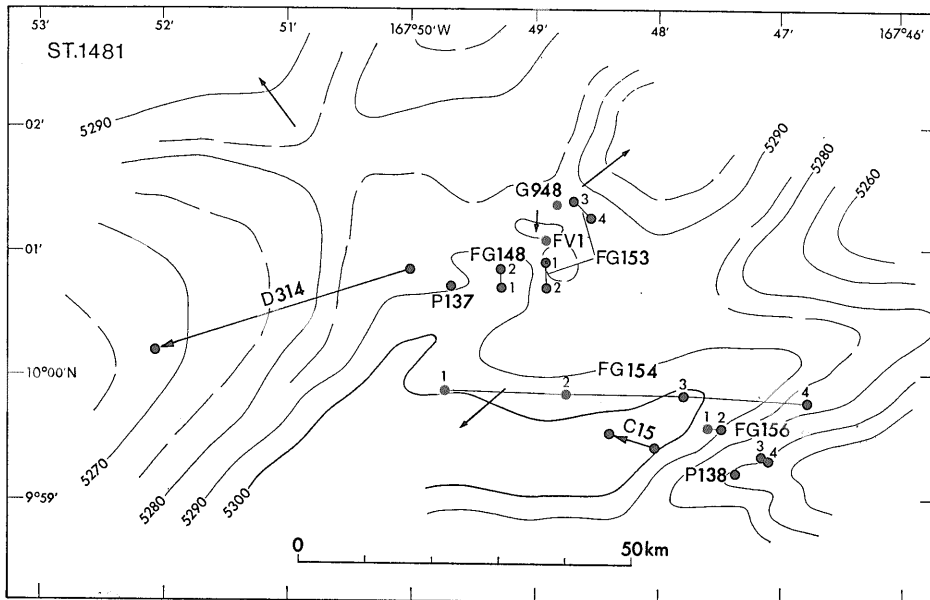 53' 52' 51' 167°50'W 49' 48' 47' 167°46'
ST.1481
02'
5290
5290
5280
5260
G948
3
4
01'
FV1
FG148
FG153
2 1
1 2
D314
P137
10°00'N
FG154
1 2 3 4
1 2
FG156
C15
3 4
P138
9°59'
5270
5280
5290
5300
0 50km